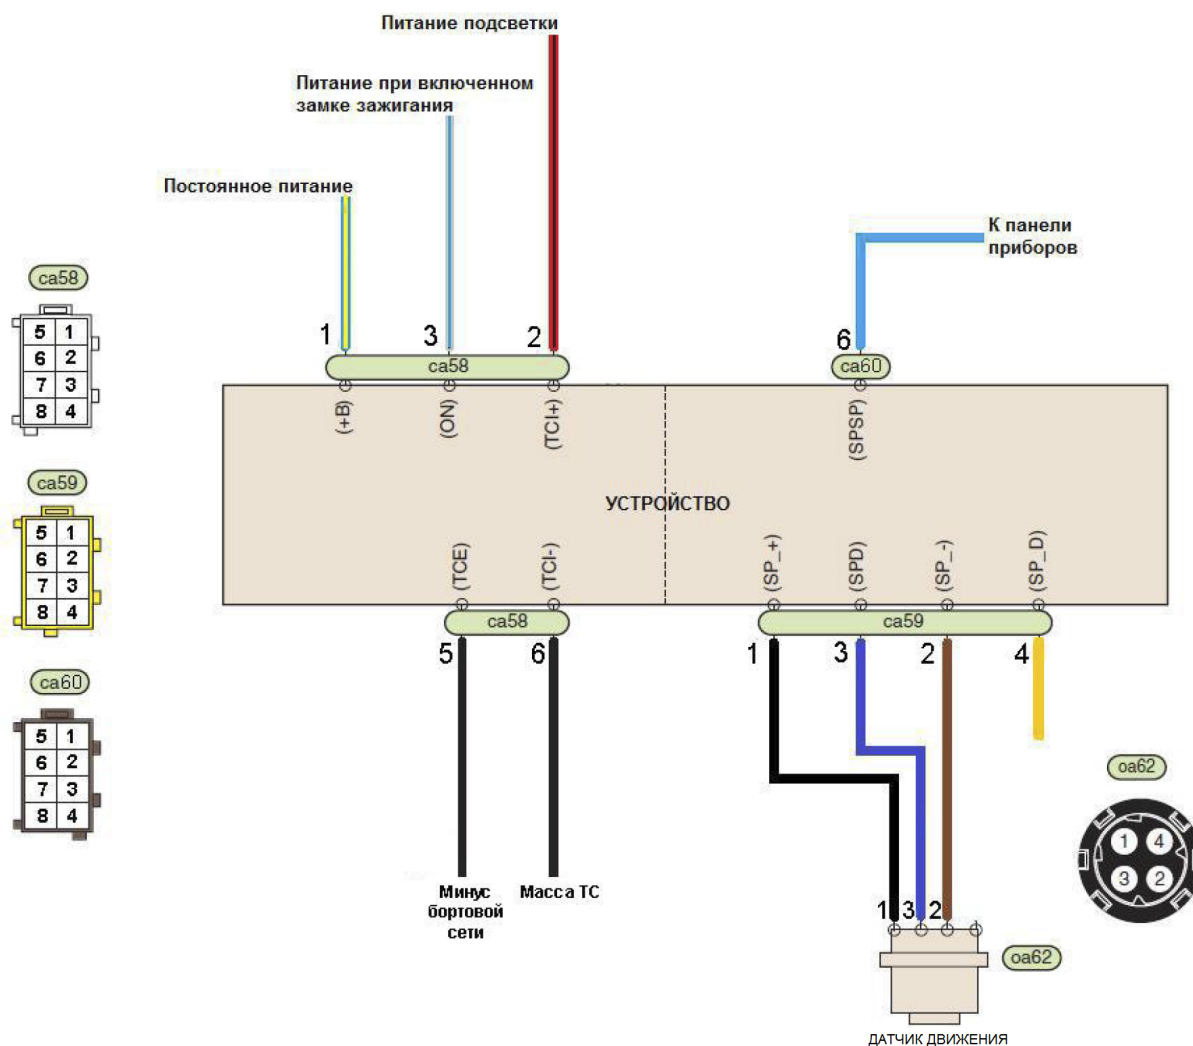 Питание подсветки
Питание при включенном
замке зажигания
Постоянное питание
К панели
приборов
ca58
5 1
6 2
7 3
8 4
1 3 2 6
ca58
ca60
(+B) (ON) (TCI+) (SPSP)
ca59
5 1
6 2
7 3
8 4
УСТРОЙСТВО
(TCE) (TCI-) (SP_+) (SPD) (SP_-) (SP_D)
ca58
ca59
5 6 1 3 2 4
ca60
5 1
6 2
7 3
8 4
oa62
1 4
3 2
Минус
бортовой
сети
Масса ТС
1 3 2
oa62
ДАТЧИК ДВИЖЕНИЯ